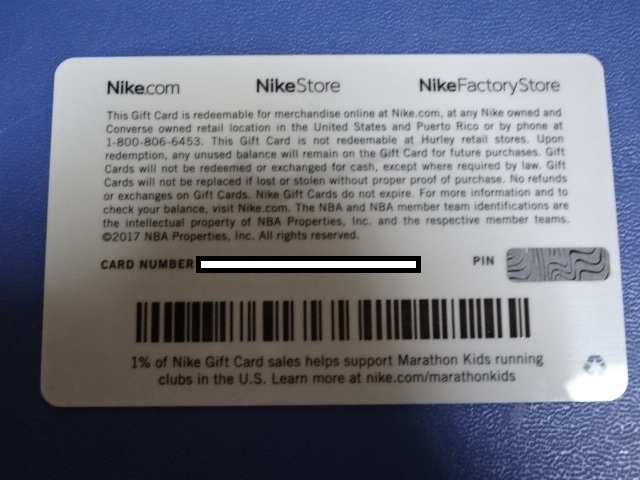 Nike.com NikeStore NikeFactoryStore
This Gift Card is redeemable for merchandise online at Nike.com, at any Nike owned and
Converse owned retail location in the United States and Puerto Rico or by phone at
1-800-806-6453. This Gift Card is not redeemable at Hurley retail stores. Upon
redemption, any unused balance will remain on the Gift Card for future purchases. Gift
Cards will not be redeemed or exchanged for cash, except where required by law. Gift
Cards will not be replaced if lost or stolen without proper proof of purchase. No refunds
or exchanges on Gift Cards. Nike Gift Cards do not expire. For more information and to
check your balance, visit Nike.com. The NBA and NBA member team identifications are
the intellectual property of NBA Properties, Inc. and the respective member teams.
©2017 NBA Properties, Inc. All rights reserved.
CARD NUMBER PIN
1% of Nike Gift Card sales helps support Marathon Kids running
clubs in the U.S. Learn more at nike.com/marathonkids